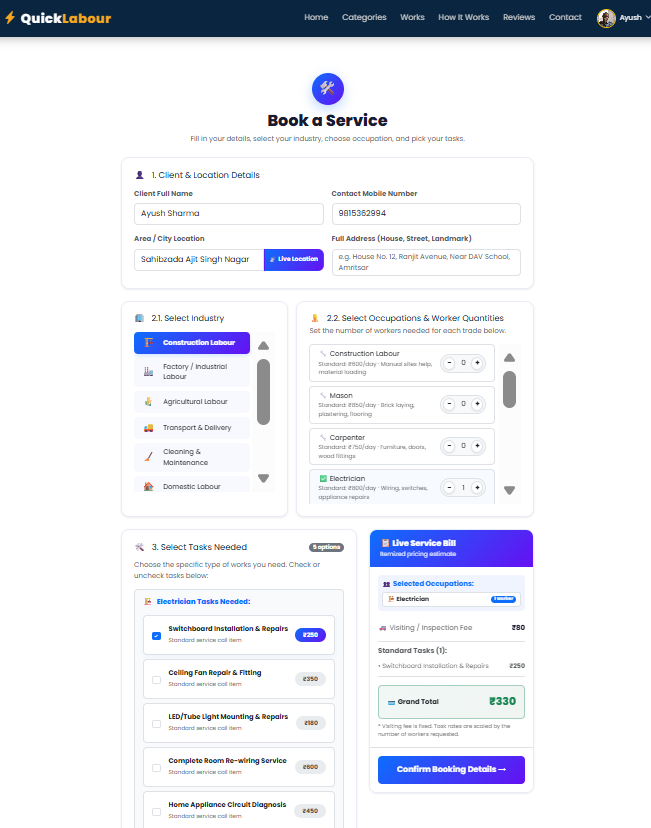 QuickLabour
Home Categories Works How It Works Reviews Contact Ayush
Book a Service
Fill in your details, select your industry, choose occupation, and pick your tasks.
1. Client & Location Details
Client Full Name
Ayush Sharma
Contact Mobile Number
9815362994
Area / City Location
Sahibzada Ajit Singh Nagar
Live Location
Full Address (House, Street, Landmark)
e.g. House No. 12, Ranjit Avenue, Near DAV School,
Amritsar
2.1. Select Industry
Construction Labour
Factory / Industrial
Labour
Agricultural Labour
Transport & Delivery
Cleaning &
Maintenance
Domestic Labour
2.2. Select Occupations & Worker Quantities
Set the number of workers needed for each trade below.
Construction Labour
Standard: ₹600/day · Manual sites help,
material loading
- 0 +
Mason
Standard: ₹850/day · Brick laying,
plastering, flooring
- 0 +
Carpenter
Standard: ₹750/day · Furniture, doors,
wood fittings
- 0 +
Electrician
Standard: ₹800/day · Wiring, switches,
appliance repairs
- 1 +
3. Select Tasks Needed
5 options
Choose the specific type of works you need. Check or
uncheck tasks below:
Electrician Tasks Needed:
Switchboard Installation & Repairs
Standard service call item
₹250
Ceiling Fan Repair & Fitting
Standard service call item
₹350
LED/Tube Light Mounting & Repairs
Standard service call item
₹180
Complete Room Re-wiring Service
Standard service call item
₹600
Home Appliance Circuit Diagnosis
Standard service call item
₹450
Live Service Bill
Itemized pricing estimate
Selected Occupations:
Electrician
1 worker
Visiting / Inspection Fee ₹80
Standard Tasks (1):
• Switchboard Installation & Repairs ₹250
Grand Total ₹330
* Visiting fee is fixed. Task rates are scaled by the
number of workers requested.
Confirm Booking Details →